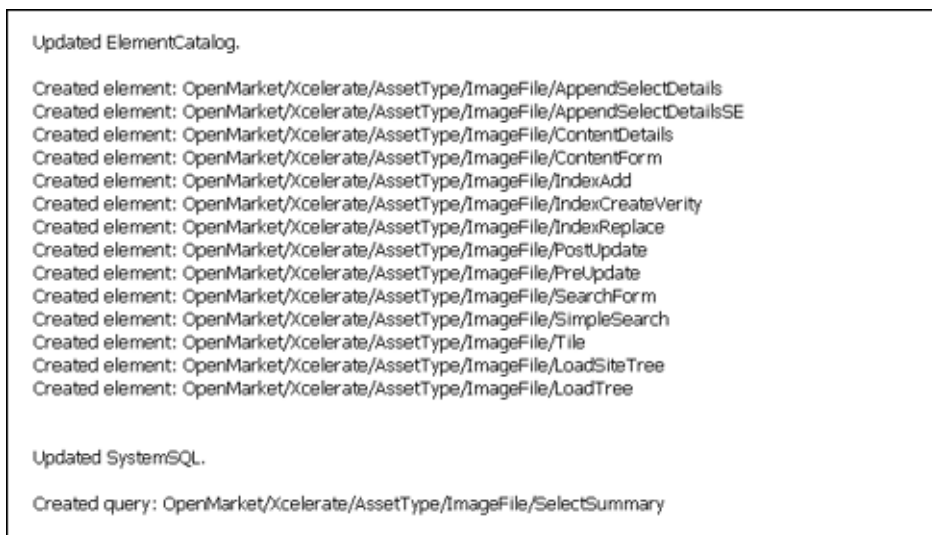 Updated ElementCatalog.
Created element: OpenMarket/Xcelerate/AssetType/ImageFile/AppendSelectDetails
Created element: OpenMarket/Xcelerate/AssetType/ImageFile/AppendSelectDetailsSE
Created element: OpenMarket/Xcelerate/AssetType/ImageFile/ContentDetails
Created element: OpenMarket/Xcelerate/AssetType/ImageFile/ContentForm
Created element: OpenMarket/Xcelerate/AssetType/ImageFile/IndexAdd
Created element: OpenMarket/Xcelerate/AssetType/ImageFile/IndexCreateVerity
Created element: OpenMarket/Xcelerate/AssetType/ImageFile/IndexReplace
Created element: OpenMarket/Xcelerate/AssetType/ImageFile/PostUpdate
Created element: OpenMarket/Xcelerate/AssetType/ImageFile/PreUpdate
Created element: OpenMarket/Xcelerate/AssetType/ImageFile/SearchForm
Created element: OpenMarket/Xcelerate/AssetType/ImageFile/SimpleSearch
Created element: OpenMarket/Xcelerate/AssetType/ImageFile/Tile
Created element: OpenMarket/Xcelerate/AssetType/ImageFile/LoadSiteTree
Created element: OpenMarket/Xcelerate/AssetType/ImageFile/LoadTree
Updated SystemSQL.
Created query: OpenMarket/Xcelerate/AssetType/ImageFile/SelectSummary